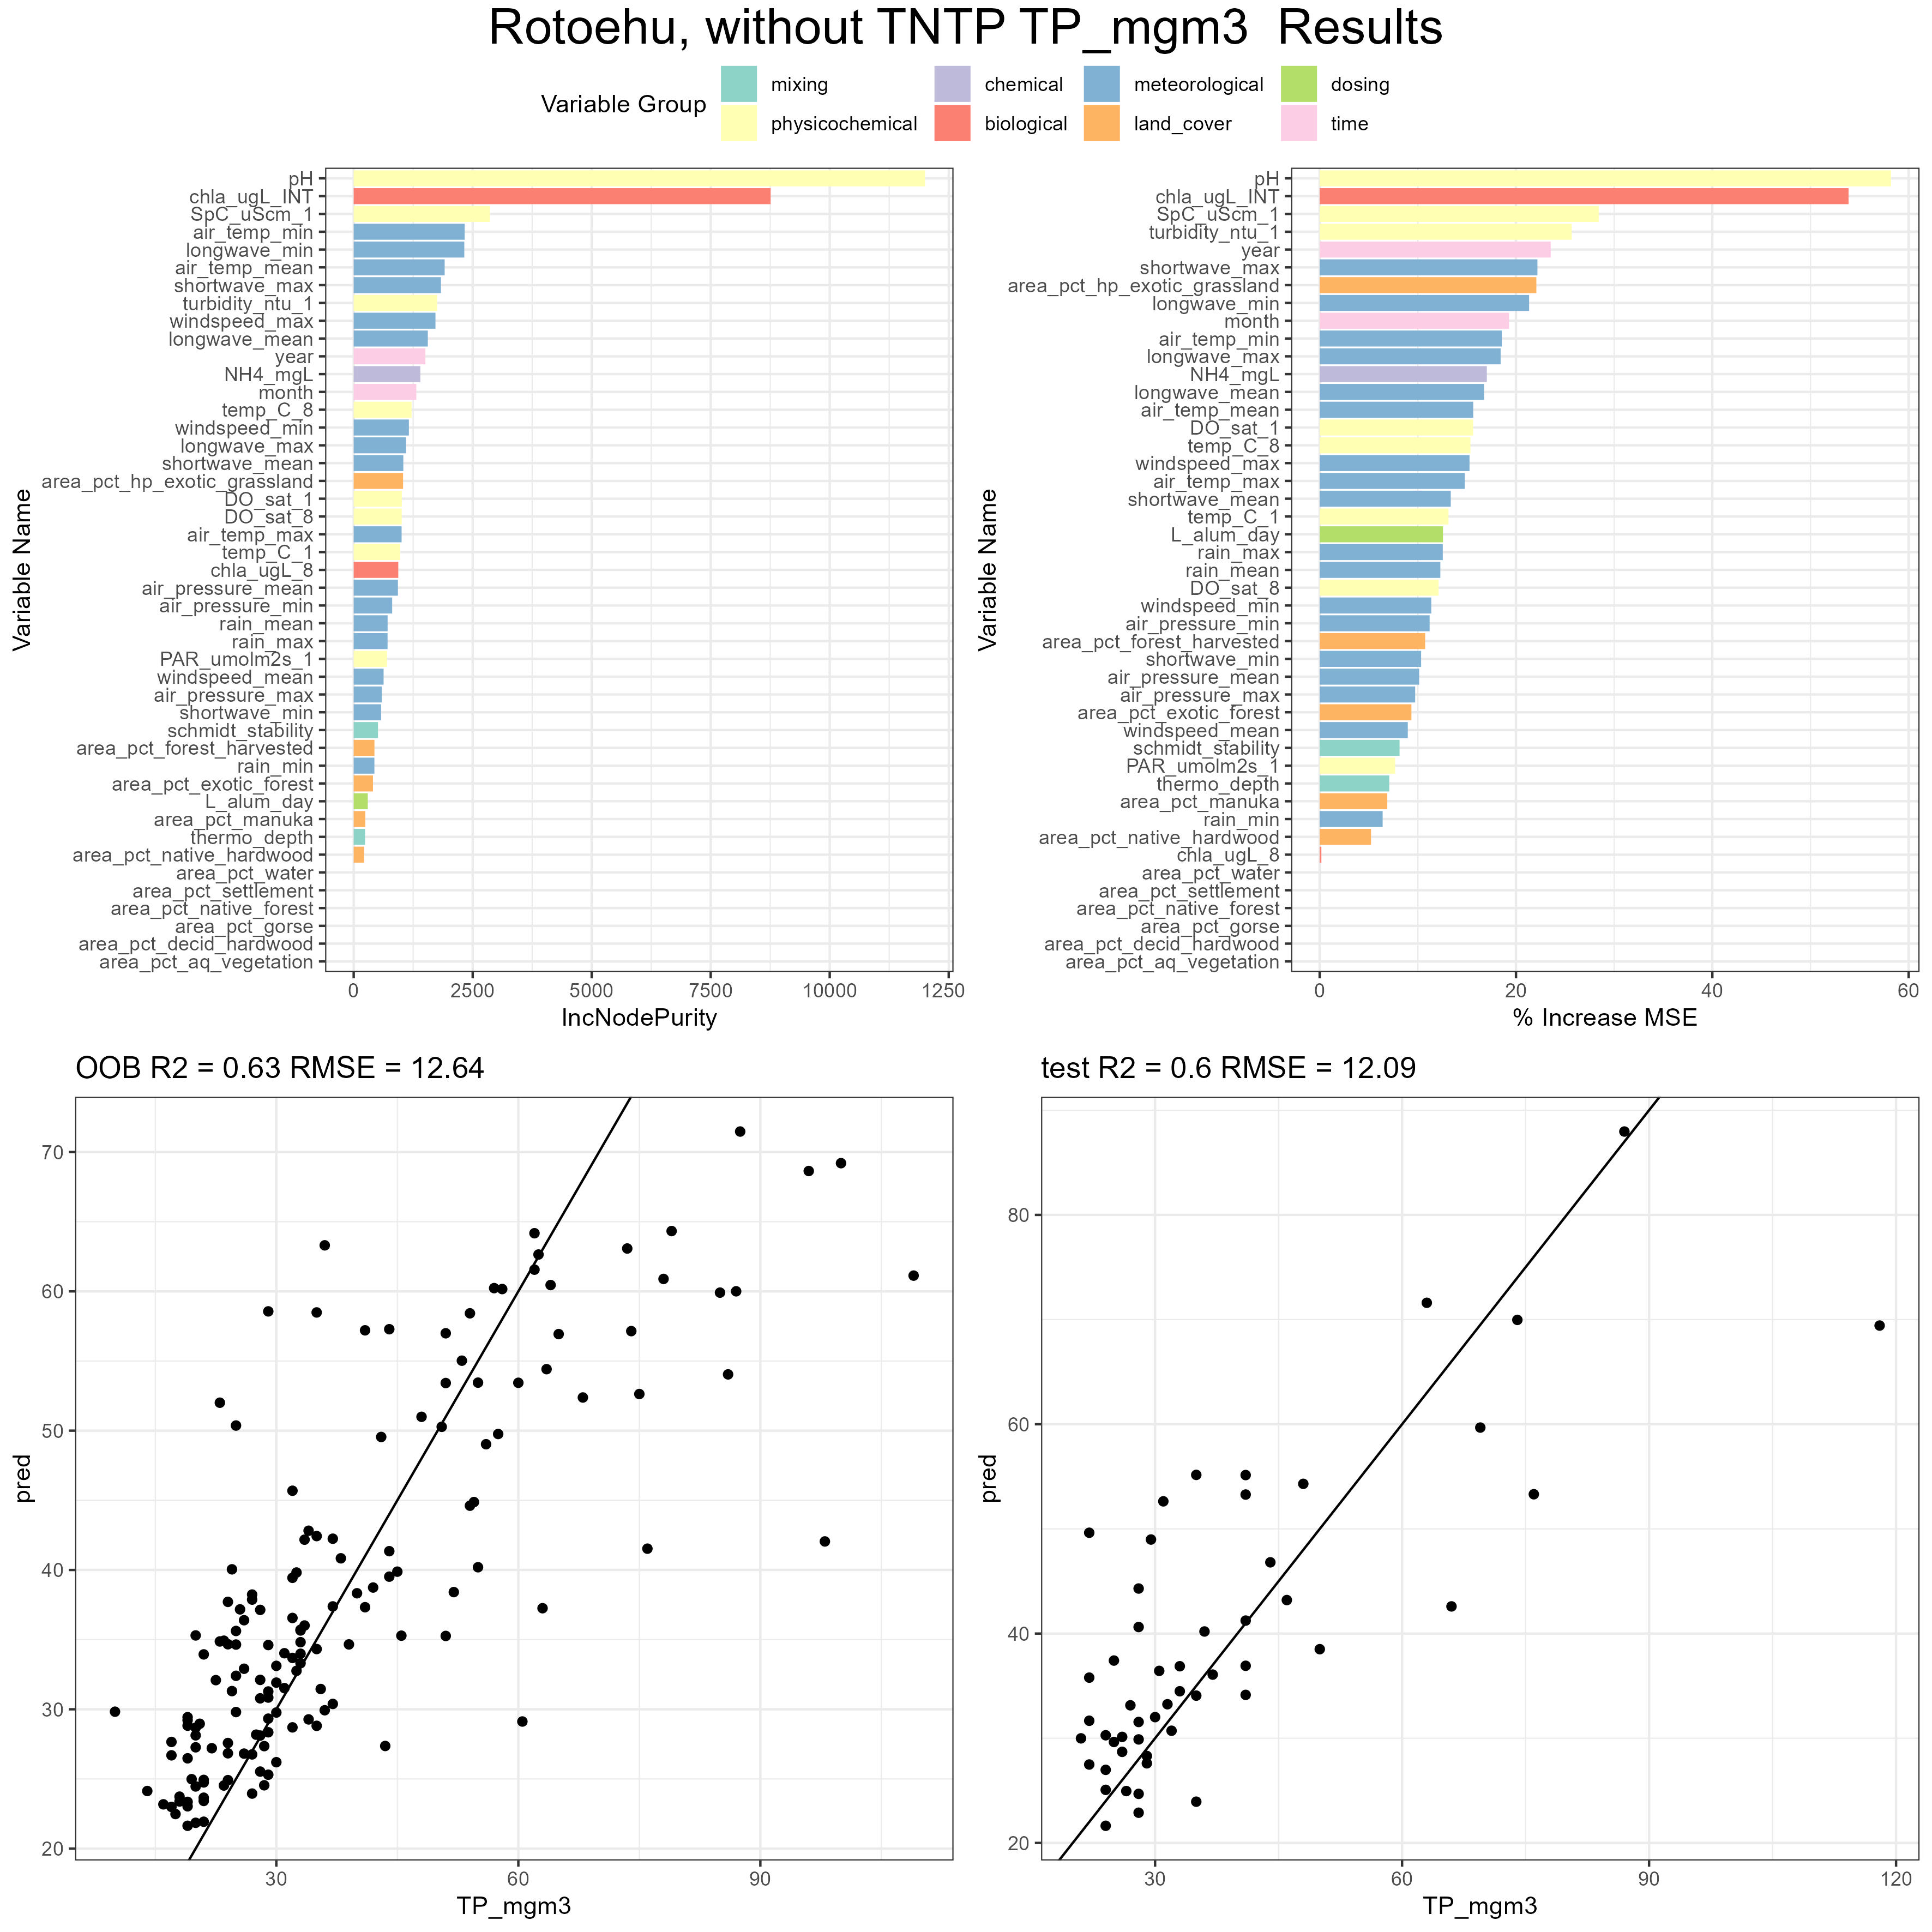 Rotoehu, without TNTP TP_mgm3  Results
Variable Group
mixing
chemical
meteorological
dosing
physicochemical
biological
land_cover
time
Variable Name
pH
chla_ugL_INT
SpC_uScm_1
air_temp_min
longwave_min
air_temp_mean
shortwave_max
turbidity_ntu_1
windspeed_max
longwave_mean
year
NH4_mgL
month
temp_C_8
windspeed_min
longwave_max
shortwave_mean
area_pct_hp_exotic_grassland
DO_sat_1
DO_sat_8
air_temp_max
temp_C_1
chla_ugL_8
air_pressure_mean
air_pressure_min
rain_mean
rain_max
PAR_umolm2s_1
windspeed_mean
air_pressure_max
shortwave_min
schmidt_stability
area_pct_forest_harvested
rain_min
area_pct_exotic_forest
L_alum_day
area_pct_manuka
thermo_depth
area_pct_native_hardwood
area_pct_water
area_pct_settlement
area_pct_native_forest
area_pct_gorse
area_pct_decid_hardwood
area_pct_aq_vegetation
0 2500 5000 7500 10000 1250
IncNodePurity
Variable Name
pH
chla_ugL_INT
SpC_uScm_1
turbidity_ntu_1
year
shortwave_max
area_pct_hp_exotic_grassland
longwave_min
month
air_temp_min
longwave_max
NH4_mgL
longwave_mean
air_temp_mean
DO_sat_1
temp_C_8
windspeed_max
air_temp_max
shortwave_mean
temp_C_1
L_alum_day
rain_max
rain_mean
DO_sat_8
windspeed_min
air_pressure_min
area_pct_forest_harvested
shortwave_min
air_pressure_mean
air_pressure_max
area_pct_exotic_forest
windspeed_mean
schmidt_stability
PAR_umolm2s_1
thermo_depth
area_pct_manuka
rain_min
area_pct_native_hardwood
chla_ugL_8
area_pct_water
area_pct_settlement
area_pct_native_forest
area_pct_gorse
area_pct_decid_hardwood
area_pct_aq_vegetation
0 20 40 60
% Increase MSE
OOB R2 = 0.63 RMSE = 12.64
pred
70
60
50
40
30
20
30 60 90
TP_mgm3
test R2 = 0.6 RMSE = 12.09
pred
80
60
40
20
30 60 90 120
TP_mgm3